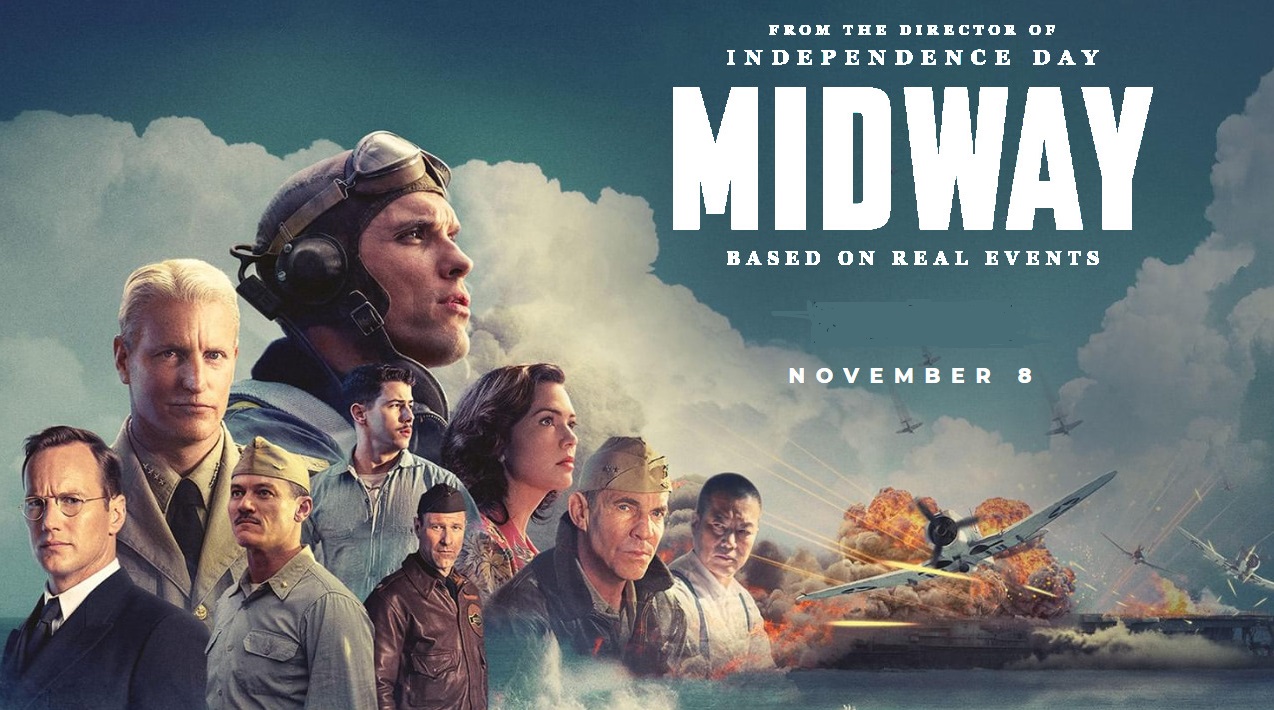 FROM THE DIRECTOR OF
INDEPENDENCE DAY
MIDWAY
BASED ON REAL EVENTS
NOVEMBER 8